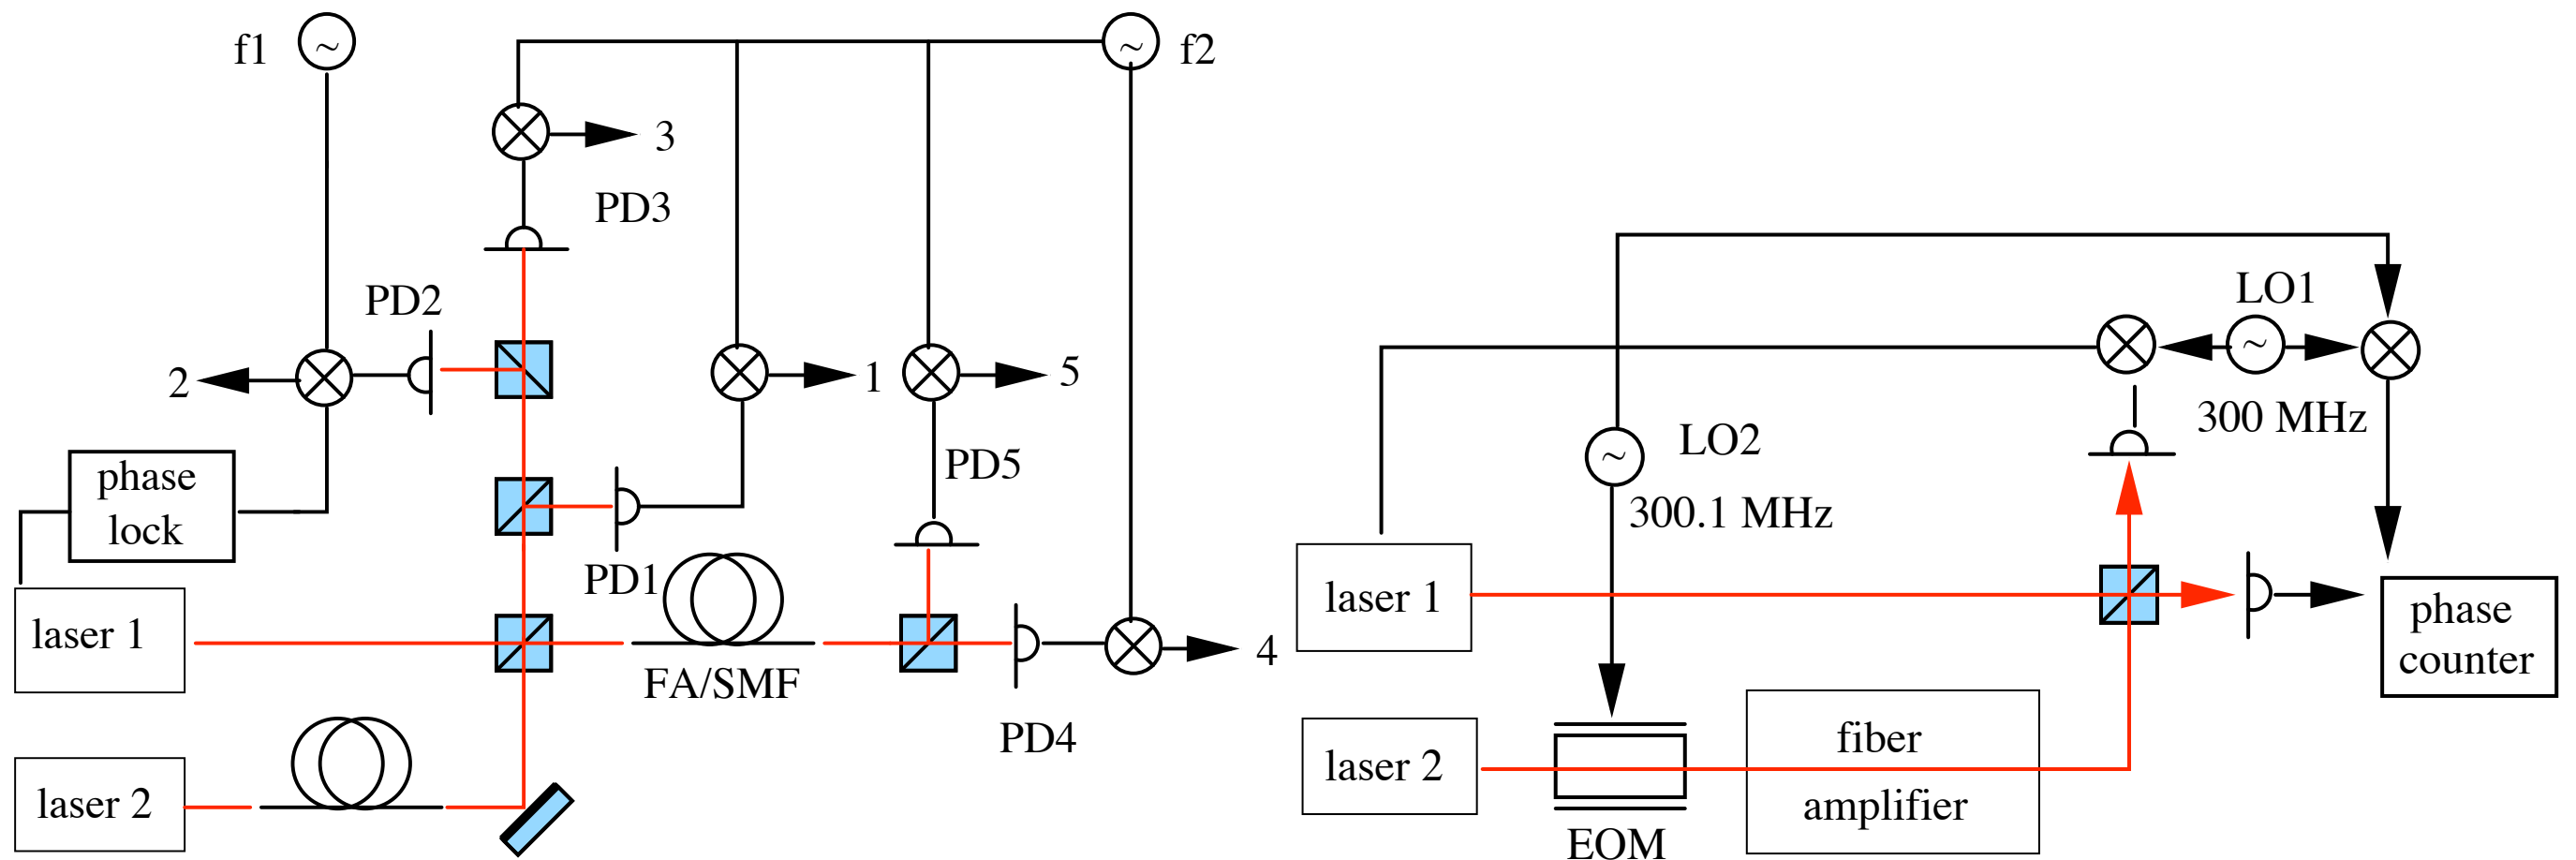 f1
~
~
f2
3
PD3
PD2
2
1
5
phase
lock
PD5
PD1
laser 1
FA/SMF
4
PD4
laser 2
LO1
~
300 MHz
LO2
~
300.1 MHz
laser 1
phase
counter
laser 2
fiber
amplifier
EOM